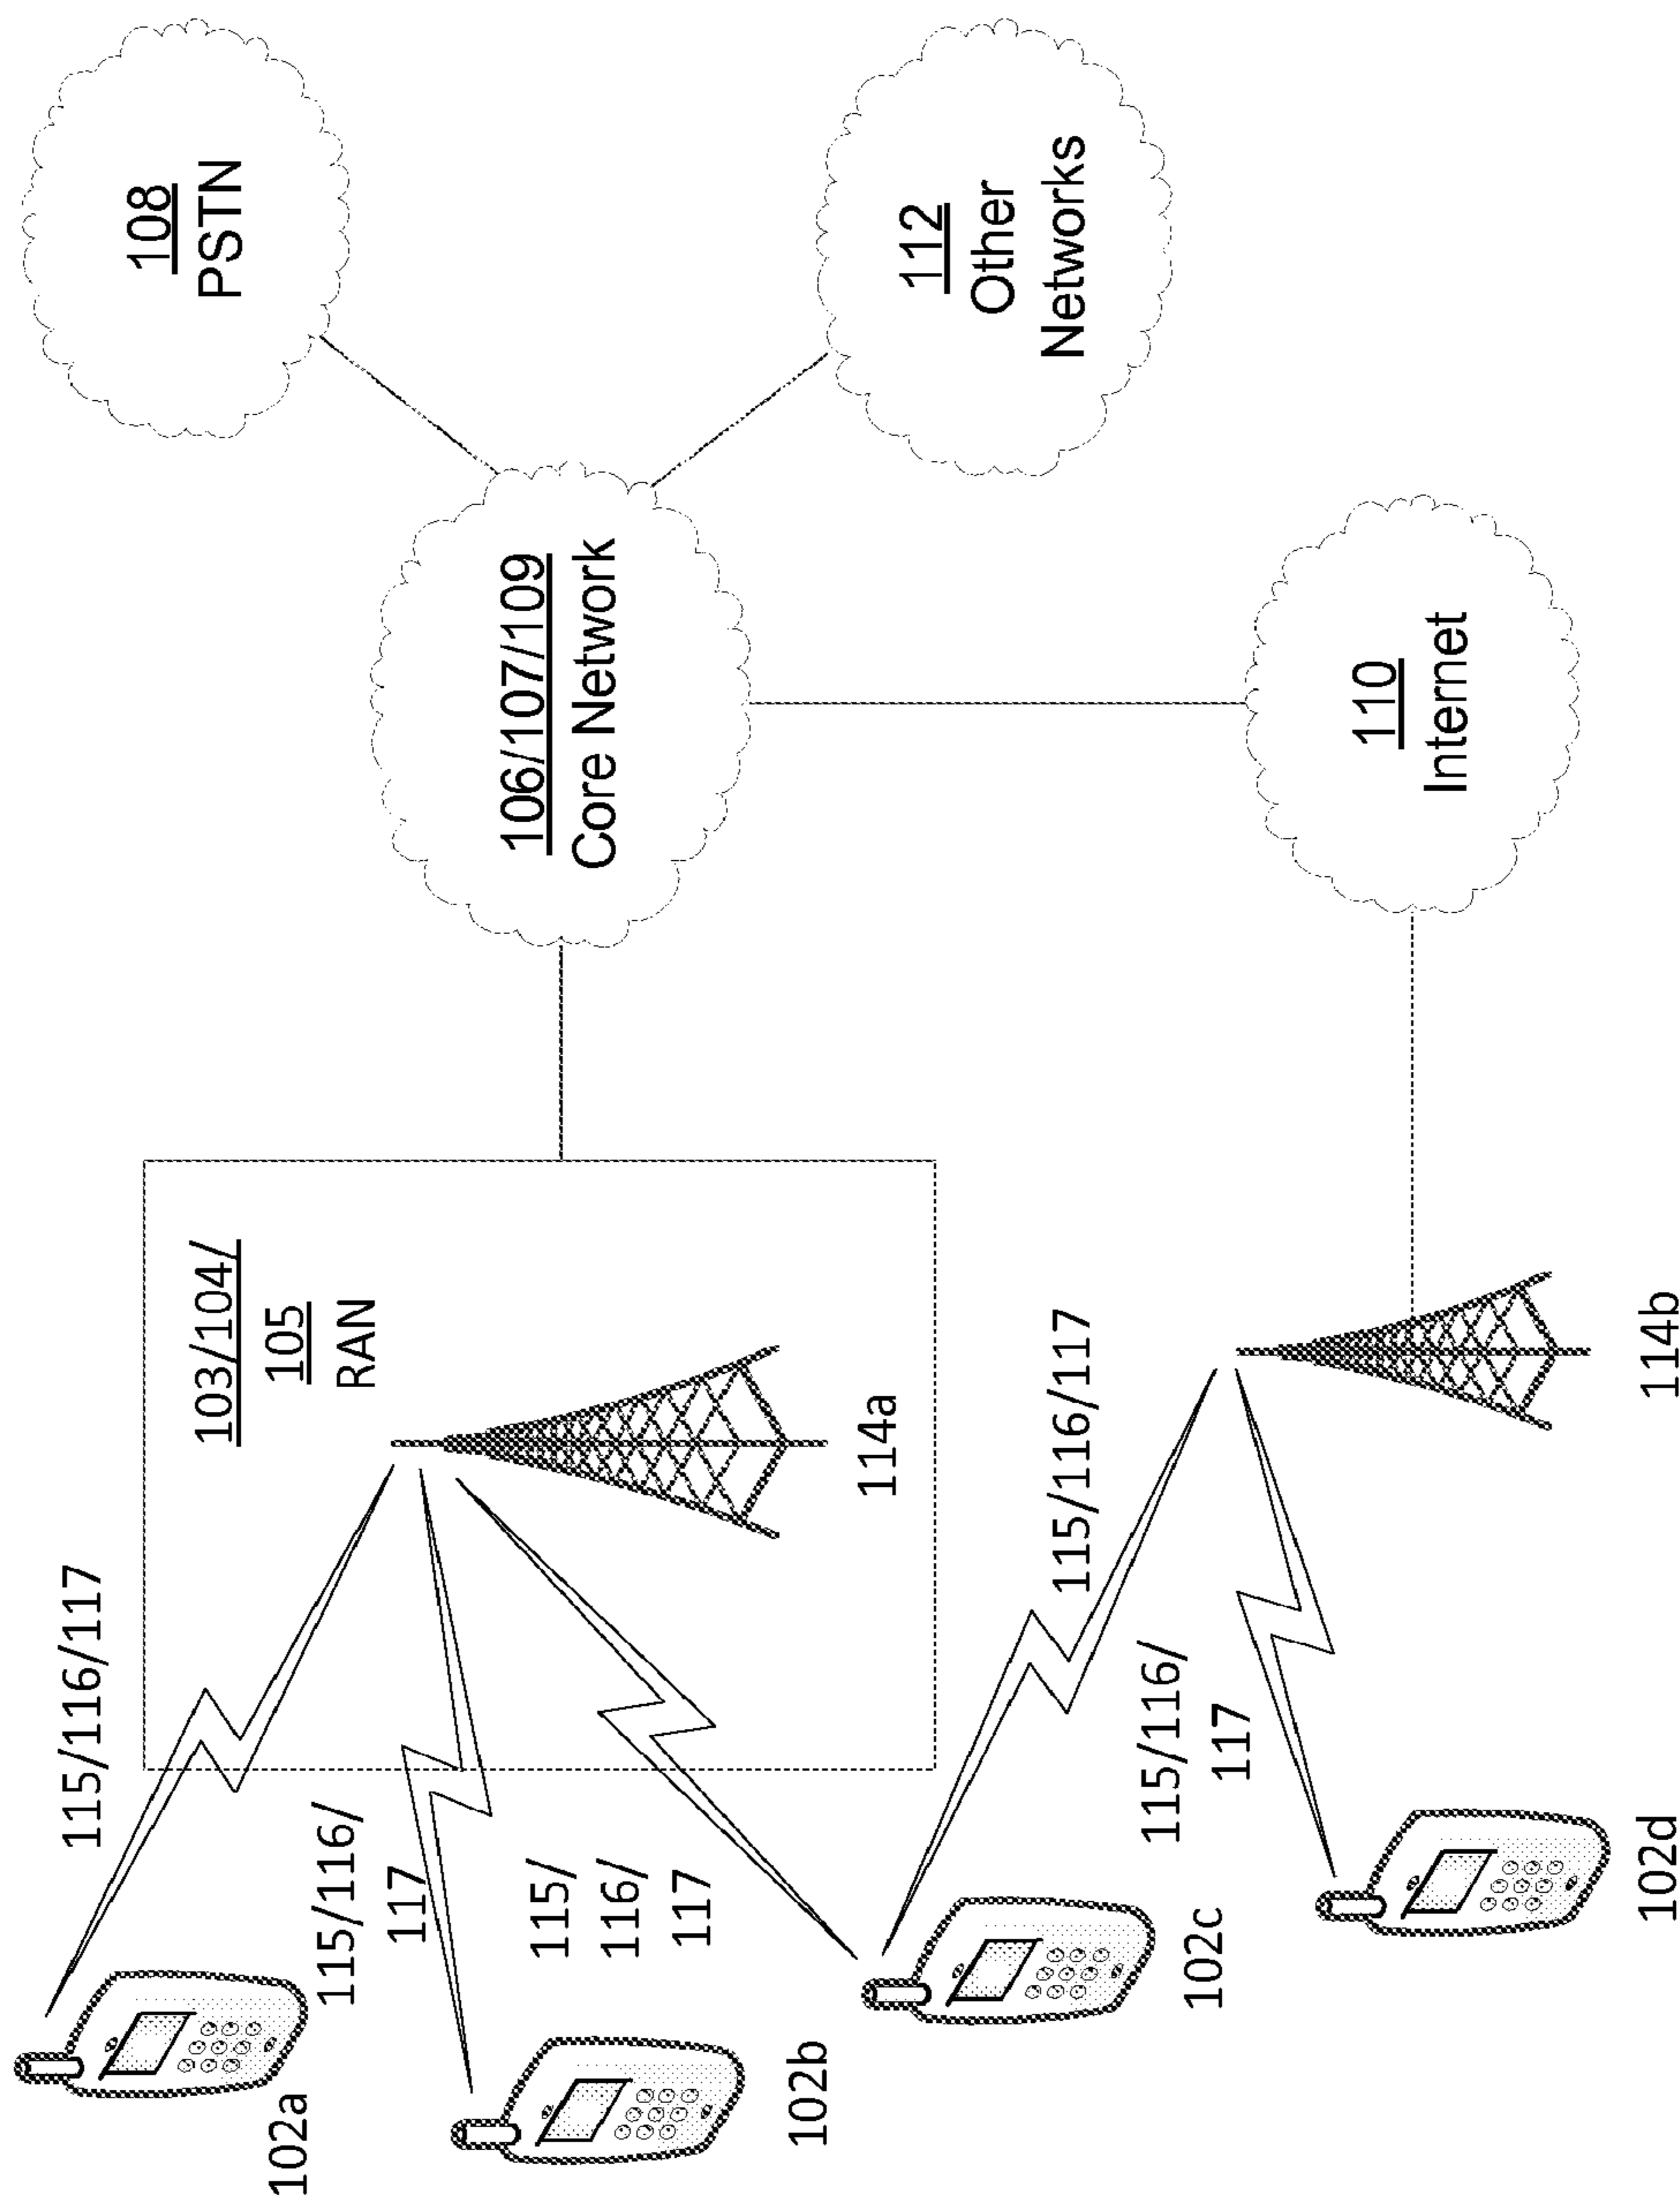 115/116/117
102a
103/104/
105
RAN
115/116/
117
102b
115/
116/
117
114a
102c
115/116/117
115/116/
117
102d
114b
106/107/109
Core Network
108
PSTN
112
Other
Networks
110
Internet